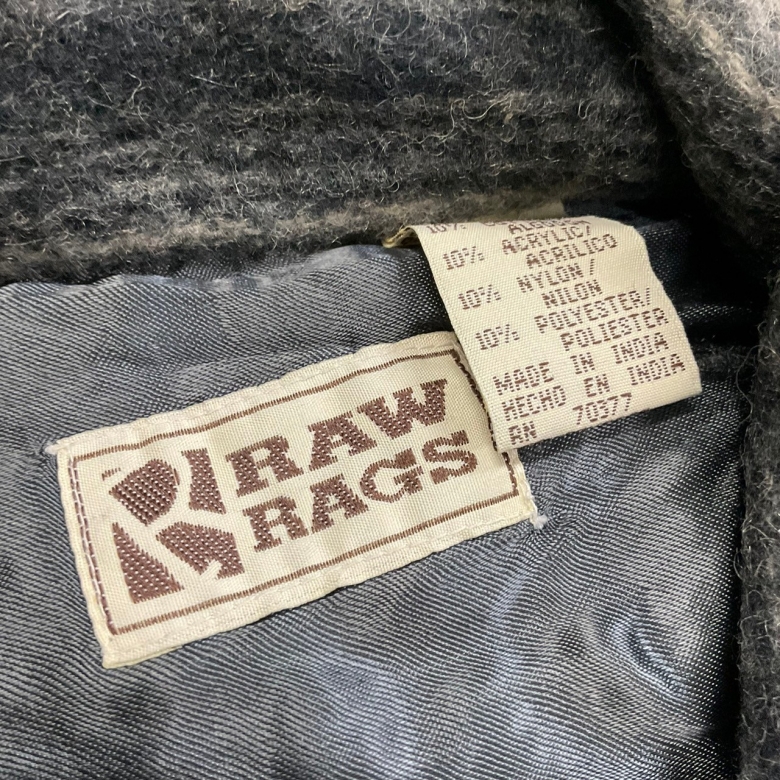 RAW
RAGS
10%
ACRYLIC/
10% ACRILICO
NYLON/
10% NILON
10% POLYESTER/
POLIESTER
MADE IN INDIA
HECHO EN INDIA
RN 70377